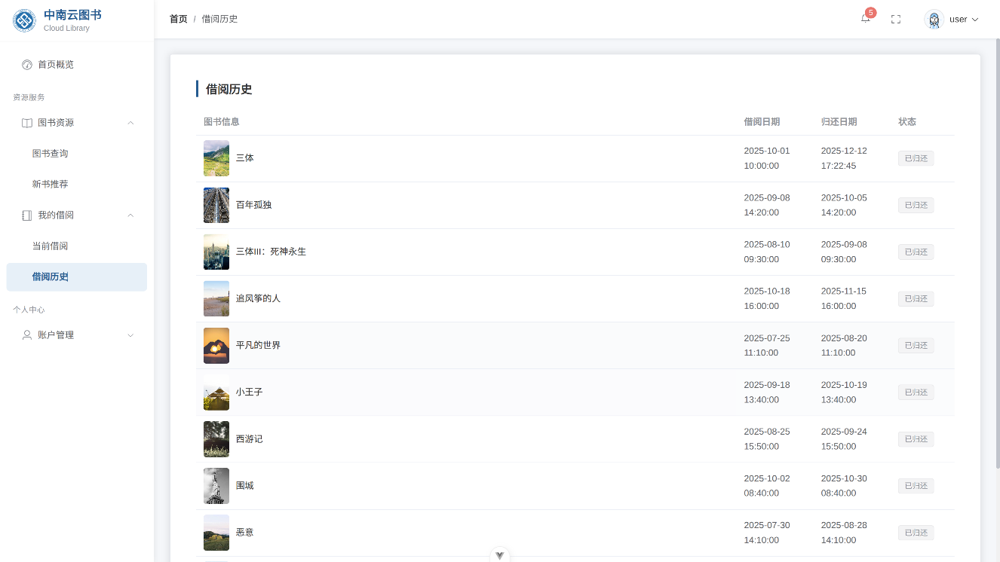 中南云图书
Cloud Library
首页 / 借阅历史
5
user
首页概览
资源服务
图书资源
图书查询
新书推荐
我的借阅
当前借阅
借阅历史
个人中心
账户管理
借阅历史
图书信息 借阅日期 归还日期 状态
三体 2025-10-01 10:00:00 2025-12-12 17:22:45 已归还
百年孤独 2025-09-08 14:20:00 2025-10-05 14:20:00 已归还
三体III：死神永生 2025-08-10 09:30:00 2025-09-08 09:30:00 已归还
追风筝的人 2025-10-18 16:00:00 2025-11-15 16:00:00 已归还
平凡的世界 2025-07-25 11:10:00 2025-08-20 11:10:00 已归还
小王子 2025-09-18 13:40:00 2025-10-19 13:40:00 已归还
西游记 2025-08-25 15:50:00 2025-09-24 15:50:00 已归还
围城 2025-10-02 08:40:00 2025-10-30 08:40:00 已归还
恶意 2025-07-30 14:10:00 2025-08-28 14:10:00 已归还